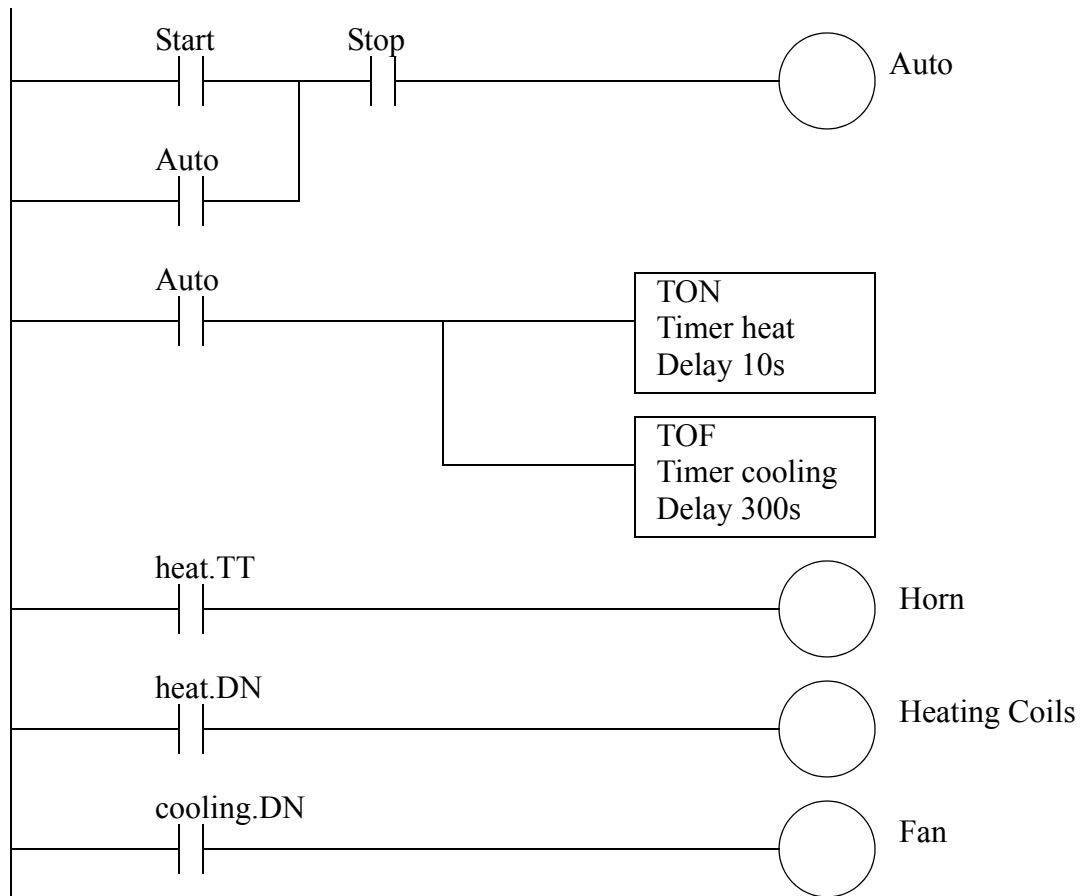 Start
Stop
Auto
Auto
Auto
TON
Timer heat
Delay 10s
TOF
Timer cooling
Delay 300s
heat.TT
Horn
heat.DN
Heating Coils
cooling.DN
Fan